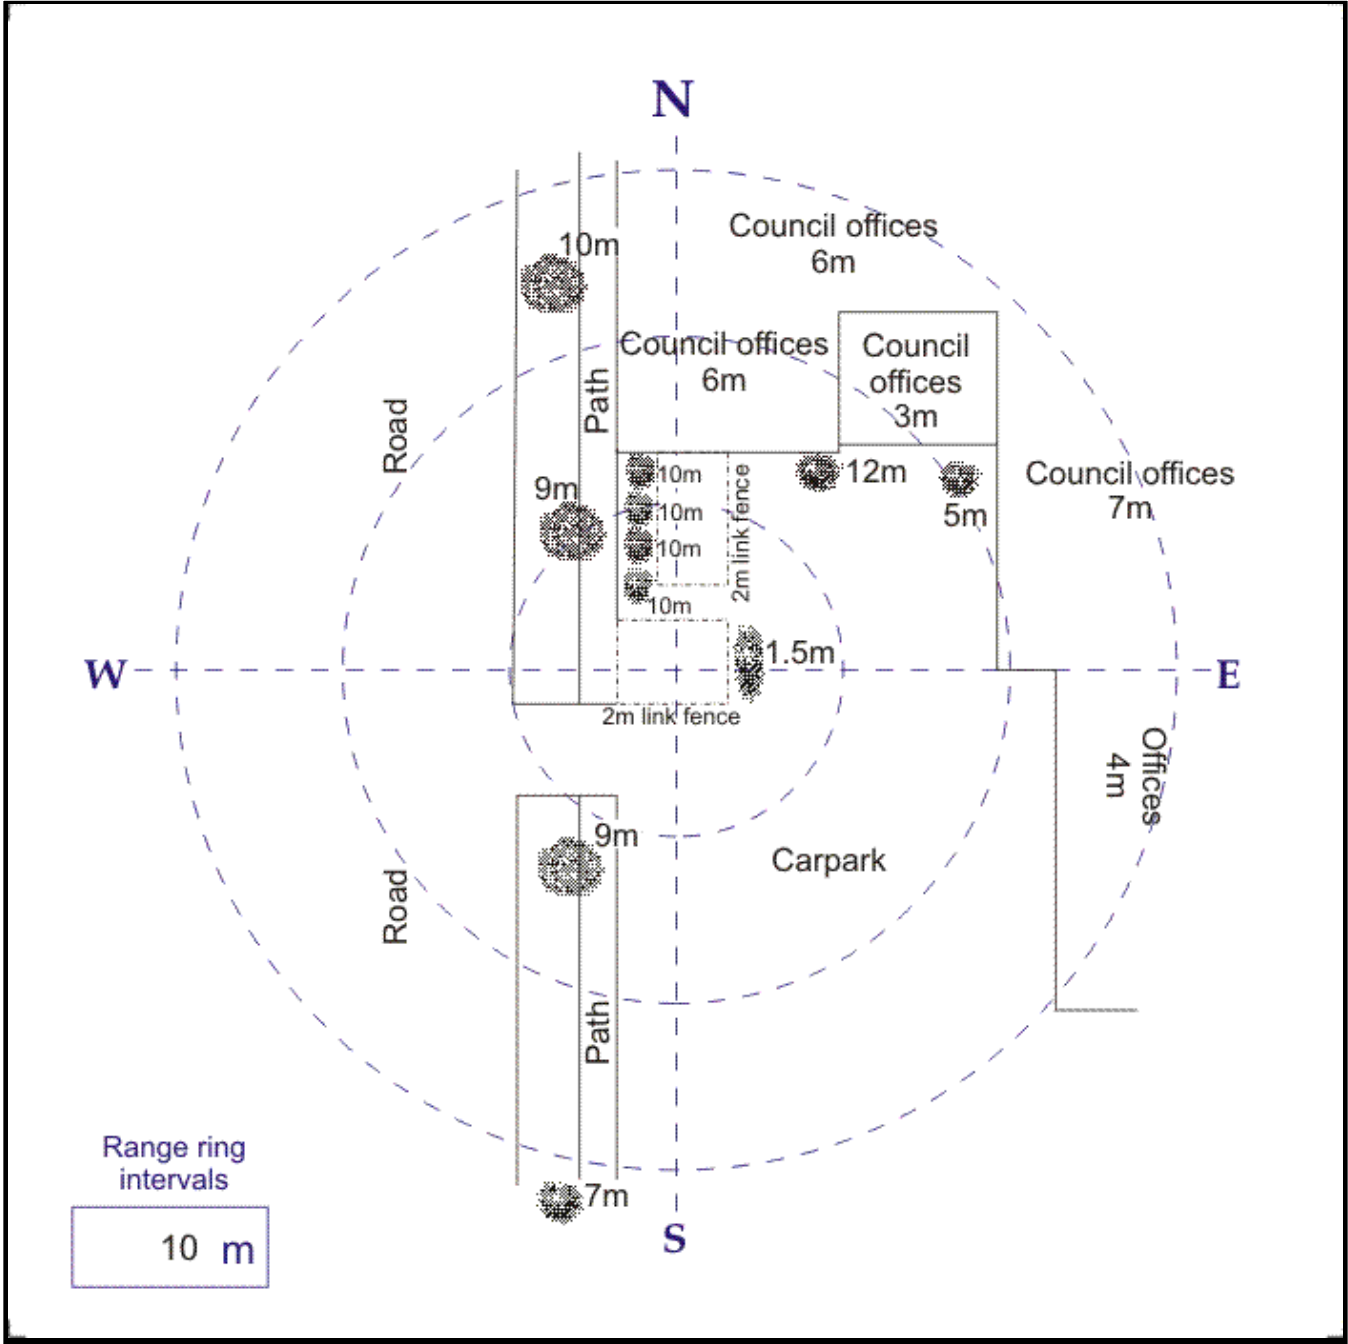 N
10m
Council offices
6m
Council offices
6m
Council
offices
3m
Path
Road
9m
10m
10m
10m
10m
2m link fence
12m
5m
Council offices
7m
1.5m
W
E
2m link fence
Offices
4m
9m
Carpark
Road
Path
Range ring
intervals
10 m
7m
S